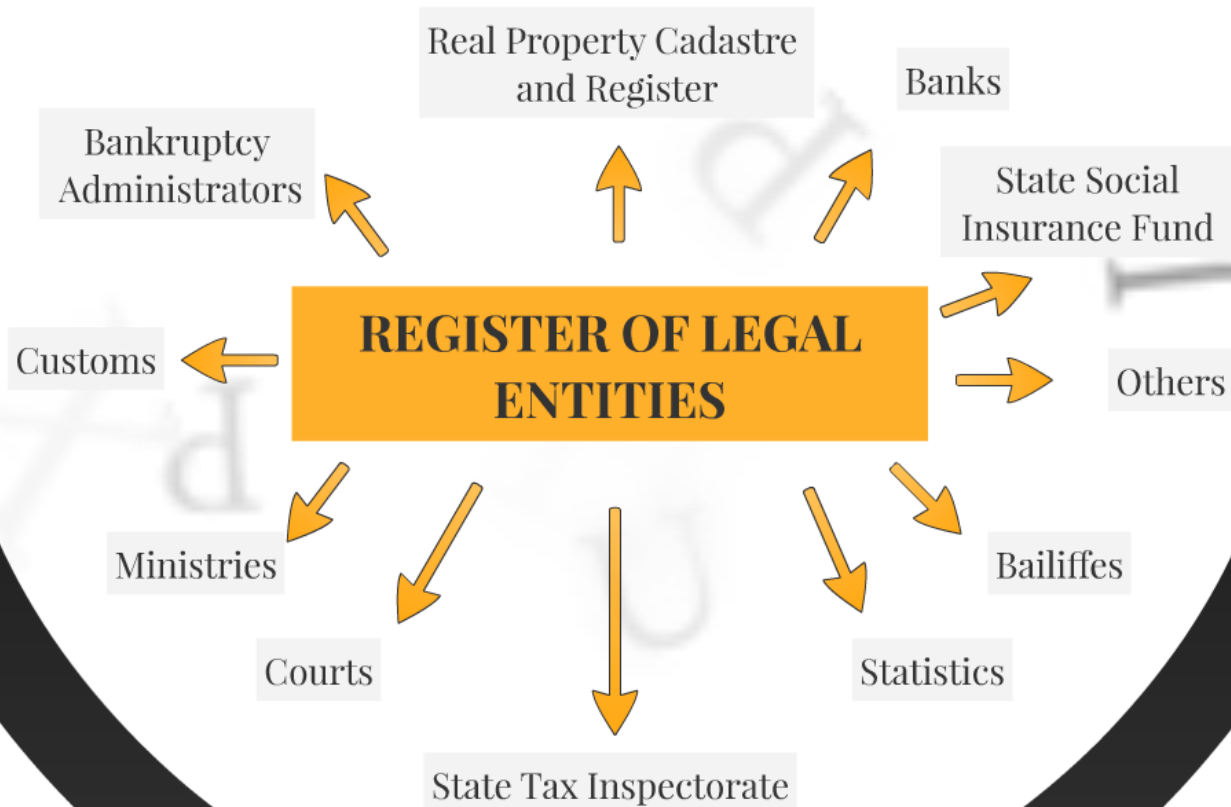 Real Property Cadastre
and Register
Banks
Bankruptcy
Administrators
State Social
Insurance Fund
REGISTER OF LEGAL
ENTITIES
Customs
Others
Ministries
Bailiffes
Courts
Statistics
State Tax Inspectorate